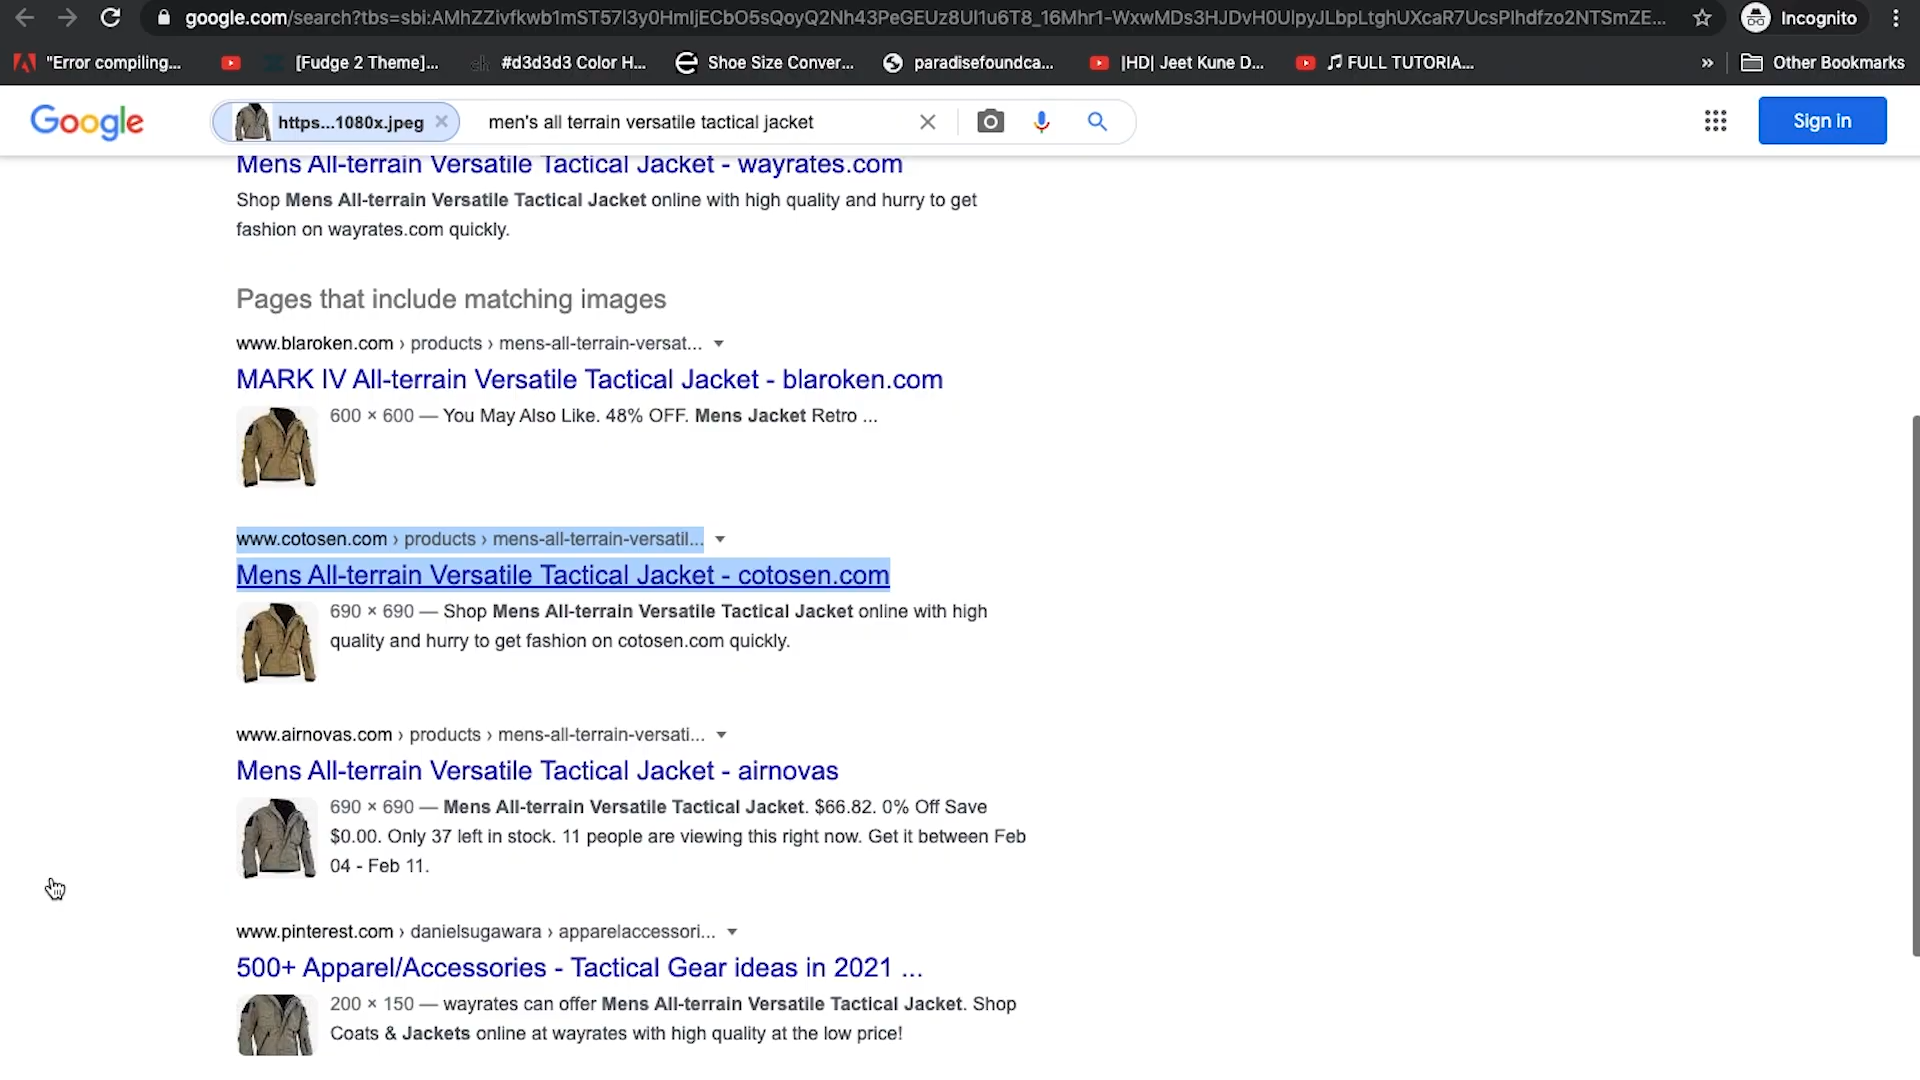 google.com/search?tbs=sbi:AMhZZivfkwb1mST57l3y0HmljECbO5sQoyQ2Nh43PeGEUz8Ul1u6T8_16Mhr1-WxwMDs3HJDvH0UlpyJLbpLtghUXcaR7UcsPlhdfzo2NTSmZE...
Incognito
"Error compiling...
[Fudge 2 Theme]...
#d3d3d3 Color H...
Shoe Size Conver...
paradisefoundca...
|HD| Jeet Kune D...
🎵 FULL TUTORIA...
»
Other Bookmarks
Google
https...1080x.jpeg
men's all terrain versatile tactical jacket
Sign in
Mens All-terrain Versatile Tactical Jacket - wayrates.com
Shop Mens All-terrain Versatile Tactical Jacket online with high quality and hurry to get
fashion on wayrates.com quickly.
Pages that include matching images
www.blaroken.com › products › mens-all-terrain-versat...
MARK IV All-terrain Versatile Tactical Jacket - blaroken.com
600 × 600 — You May Also Like. 48% OFF. Mens Jacket Retro ...
www.cotosen.com › products › mens-all-terrain-versatil...
Mens All-terrain Versatile Tactical Jacket - cotosen.com
690 × 690 — Shop Mens All-terrain Versatile Tactical Jacket online with high
quality and hurry to get fashion on cotosen.com quickly.
www.airnovas.com › products › mens-all-terrain-versati...
Mens All-terrain Versatile Tactical Jacket - airnovas
690 × 690 — Mens All-terrain Versatile Tactical Jacket. $66.82. 0% Off Save
$0.00. Only 37 left in stock. 11 people are viewing this right now. Get it between Feb
04 - Feb 11.
www.pinterest.com › danielsugawara › apparelaccessori...
500+ Apparel/Accessories - Tactical Gear ideas in 2021 ...
200 × 150 — wayrates can offer Mens All-terrain Versatile Tactical Jacket. Shop
Coats & Jackets online at wayrates with high quality at the low price!